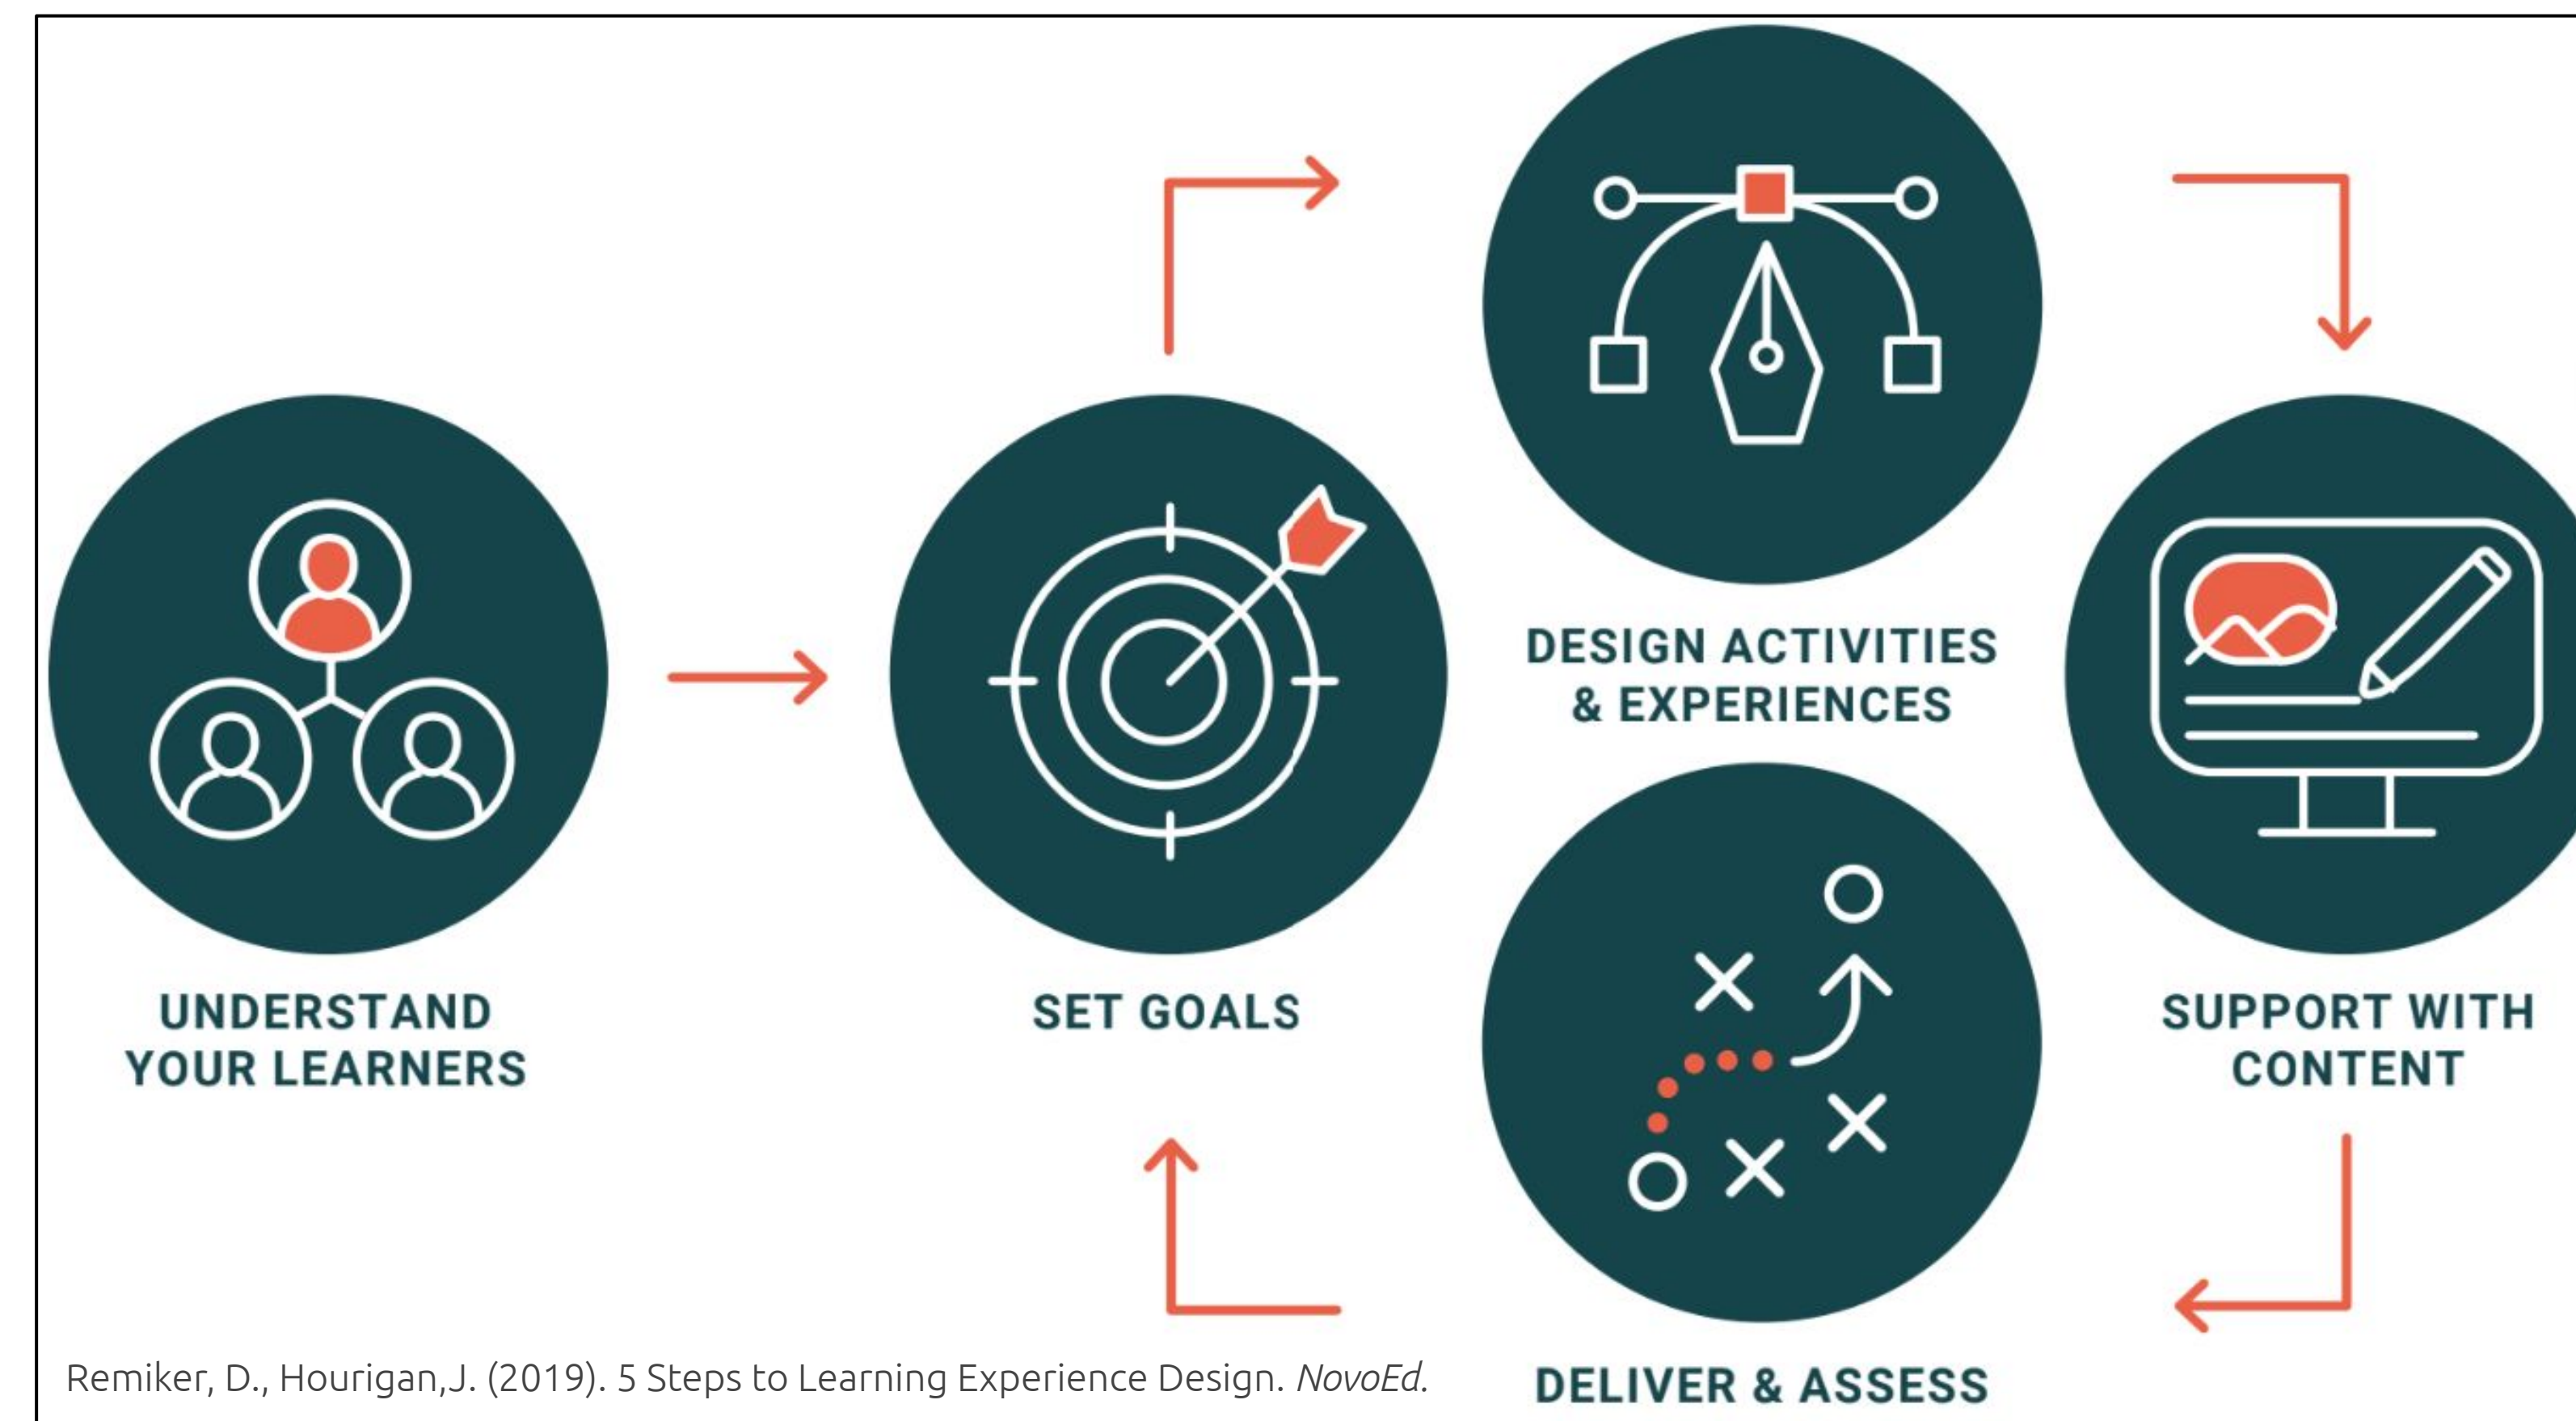 UNDERSTAND
YOUR LEARNERS
SET GOALS
DESIGN ACTIVITIES
& EXPERIENCES
SUPPORT WITH
CONTENT
DELIVER & ASSESS
Remiker, D., Hourigan,J. (2019). 5 Steps to Learning Experience Design. NovoEd.